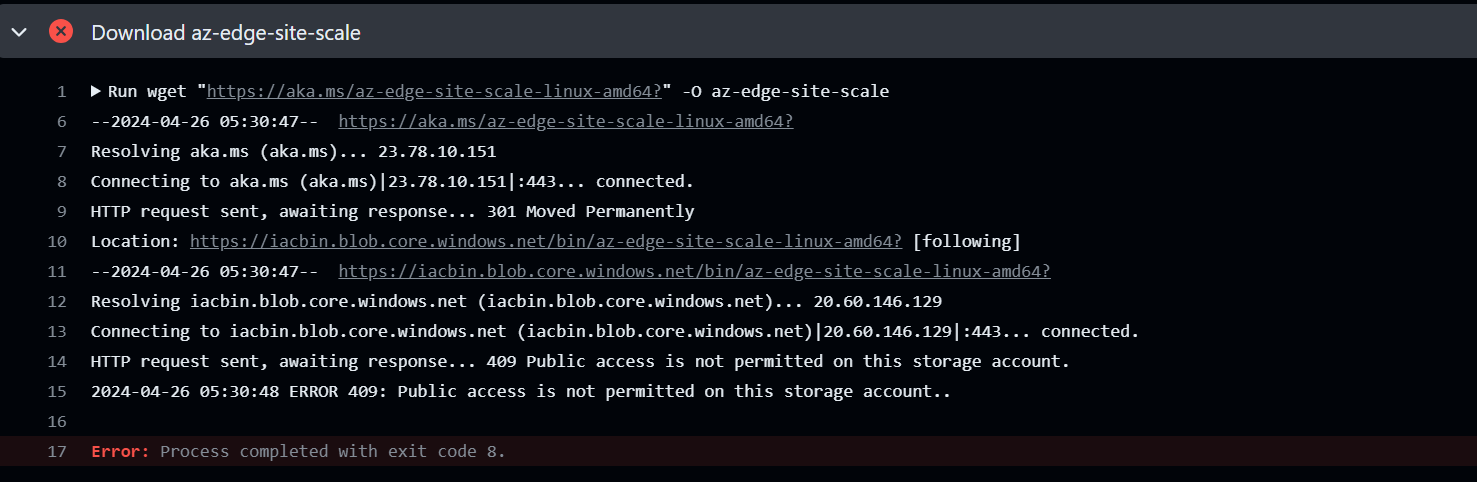 Download az-edge-site-scale
1 ▶ Run wget "https://aka.ms/az-edge-site-scale-linux-amd64?" -O az-edge-site-scale
6 --2024-04-26 05:30:47-- https://aka.ms/az-edge-site-scale-linux-amd64?
7 Resolving aka.ms (aka.ms)... 23.78.10.151
8 Connecting to aka.ms (aka.ms)|23.78.10.151|:443... connected.
9 HTTP request sent, awaiting response... 301 Moved Permanently
10 Location: https://iacbin.blob.core.windows.net/bin/az-edge-site-scale-linux-amd64? [following]
11 --2024-04-26 05:30:47-- https://iacbin.blob.core.windows.net/bin/az-edge-site-scale-linux-amd64?
12 Resolving iacbin.blob.core.windows.net (iacbin.blob.core.windows.net)... 20.60.146.129
13 Connecting to iacbin.blob.core.windows.net (iacbin.blob.core.windows.net)|20.60.146.129|:443... connected.
14 HTTP request sent, awaiting response... 409 Public access is not permitted on this storage account.
15 2024-04-26 05:30:48 ERROR 409: Public access is not permitted on this storage account..
16
17 Error: Process completed with exit code 8.